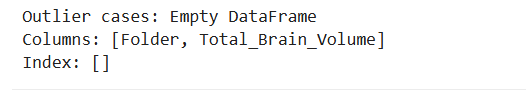 Outlier cases: Empty DataFrame
Columns: [Folder, Total_Brain_Volume]
Index: []